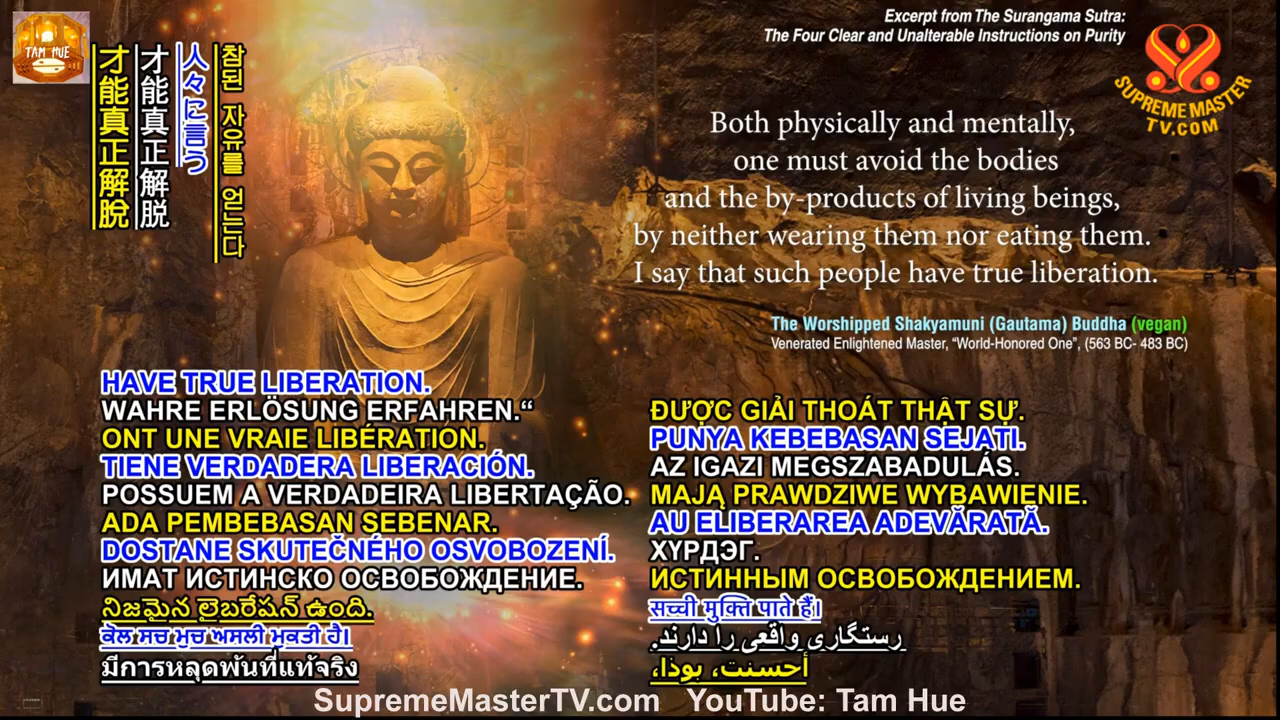 TAM HUE
才能真正解脫
才能真正解脱
人々に言う
참된 자유를 얻는다
Excerpt from The Surangama Sutra:
The Four Clear and Unalterable Instructions on Purity
SUPREME MASTER
TV.COM
Both physically and mentally,
one must avoid the bodies
and the by-products of living beings,
by neither wearing them nor eating them.
I say that such people have true liberation.
The Worshipped Shakyamuni (Gautama) Buddha (vegan)
Venerated Enlightened Master, “World-Honored One”, (563 BC- 483 BC)
HAVE TRUE LIBERATION.
WAHRE ERLÖSUNG ERFAHREN.“
ONT UNE VRAIE LIBÉRATION.
TIENE VERDADERA LIBERACIÓN.
POSSUEM A VERDADEIRA LIBERTAÇÃO.
ADA PEMBEBASAN SEBENAR.
DOSTANE SKUTEČNÉHO OSVOBOZENÍ.
ИМАТ ИСТИНСКО ОСВОБОЖДЕНИЕ.
నిజమైన లైబరేషన్ ఉంది.
ਕੋਲ ਸਚ ਮੁਚ ਅਸਲੀ ਮੁਕਤੀ ਹੈ।
มีการหลุดพ้นที่แท้จริง
ĐƯỢC GIẢI THOÁT THẬT SỰ.
PUNYA KEBEBASAN SEJATI.
AZ IGAZI MEGSZABADULÁS.
MAJĄ PRAWDZIWE WYBAWIENIE.
AU ELIBERAREA ADEVĂRATĂ.
ХҮРДЭГ.
ИСТИННЫМ ОСВОБОЖДЕНИЕМ.
सच्ची मुक्ति पाते हैं।
رستگاری واقعی را دارند.
أحسنت، بوذا،
SupremeMasterTV.com YouTube: Tam Hue